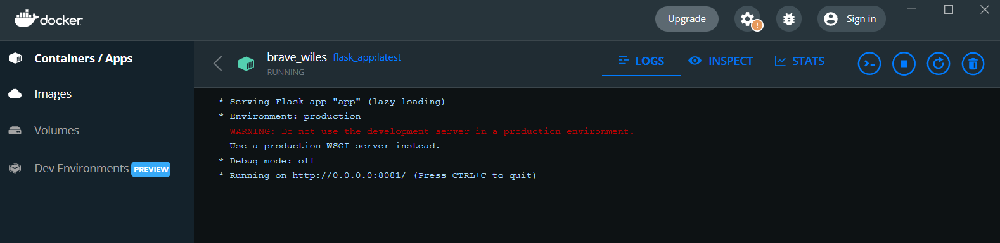 docker
Upgrade
!
Sign in
Containers / Apps
Images
Volumes
Dev Environments PREVIEW
brave_wiles flask_app:latest
RUNNING
LOGS INSPECT STATS
* Serving Flask app "app" (lazy loading)
* Environment: production
WARNING: Do not use the development server in a production environment.
Use a production WSGI server instead.
* Debug mode: off
* Running on http://0.0.0.0:8081/ (Press CTRL+C to quit)